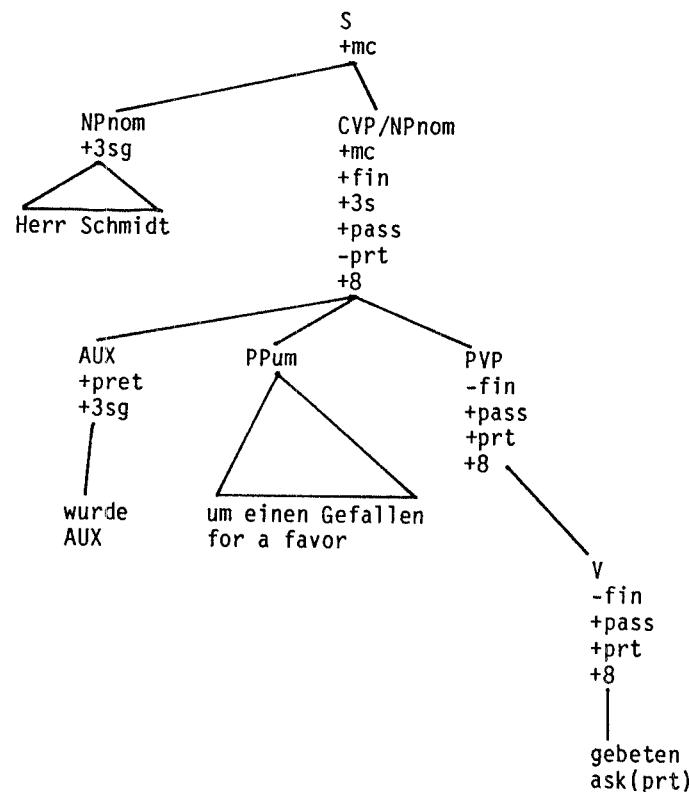 S
+mc
NPnom
+3sg
Herr Schmidt
CVP/NPnom
+mc
+fin
+3s
+pass
-prt
+8
AUX
+pret
+3sg
wurde
AUX
PPum
um einen Gefallen
for a favor
PVP
-fin
+pass
+prt
+8
V
-fin
+pass
+prt
+8
gebeten
ask(prt)